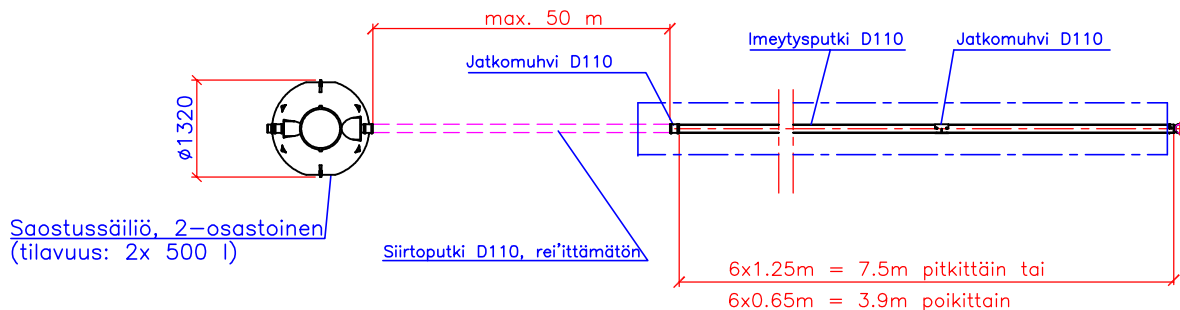 max. 50 m
Imeytysputki D110
Jatkomuhvi D110
Jatkomuhvi D110
ø1320
Saostussäiliö, 2-osastoinen
(tilavuus: 2x 500 l)
Siirtoputki D110, rei'ittämätön
6x1.25m = 7.5m pitkittäin tai
6x0.65m = 3.9m poikittain